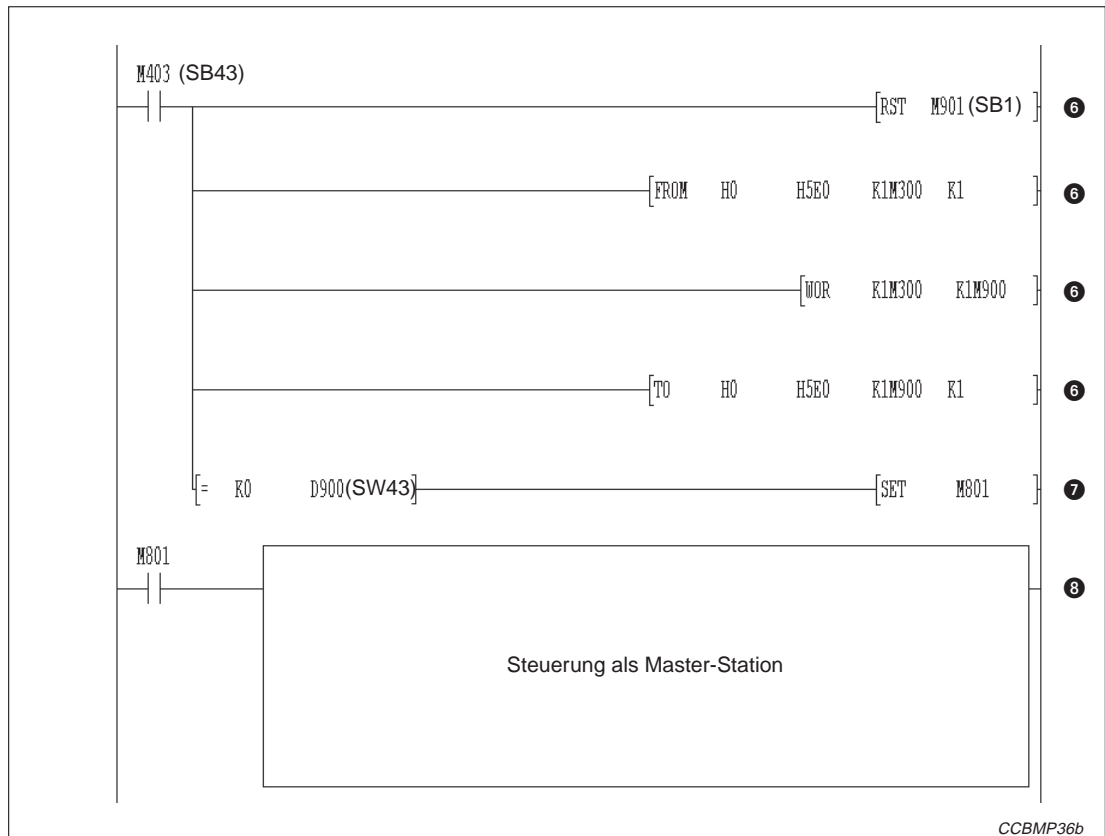 M403 (SB43)
[RST M901 (SB1) ] 6
[FROM H0 H5E0 K1M300 K1 ] 6
[WOR K1M300 K1M900 ] 6
[TO H0 H5E0 K1M900 K1 ] 6
[= K0 D900(SW43)] [SET M801 ] 7
M801
8
Steuerung als Master-Station
CCBMP36b